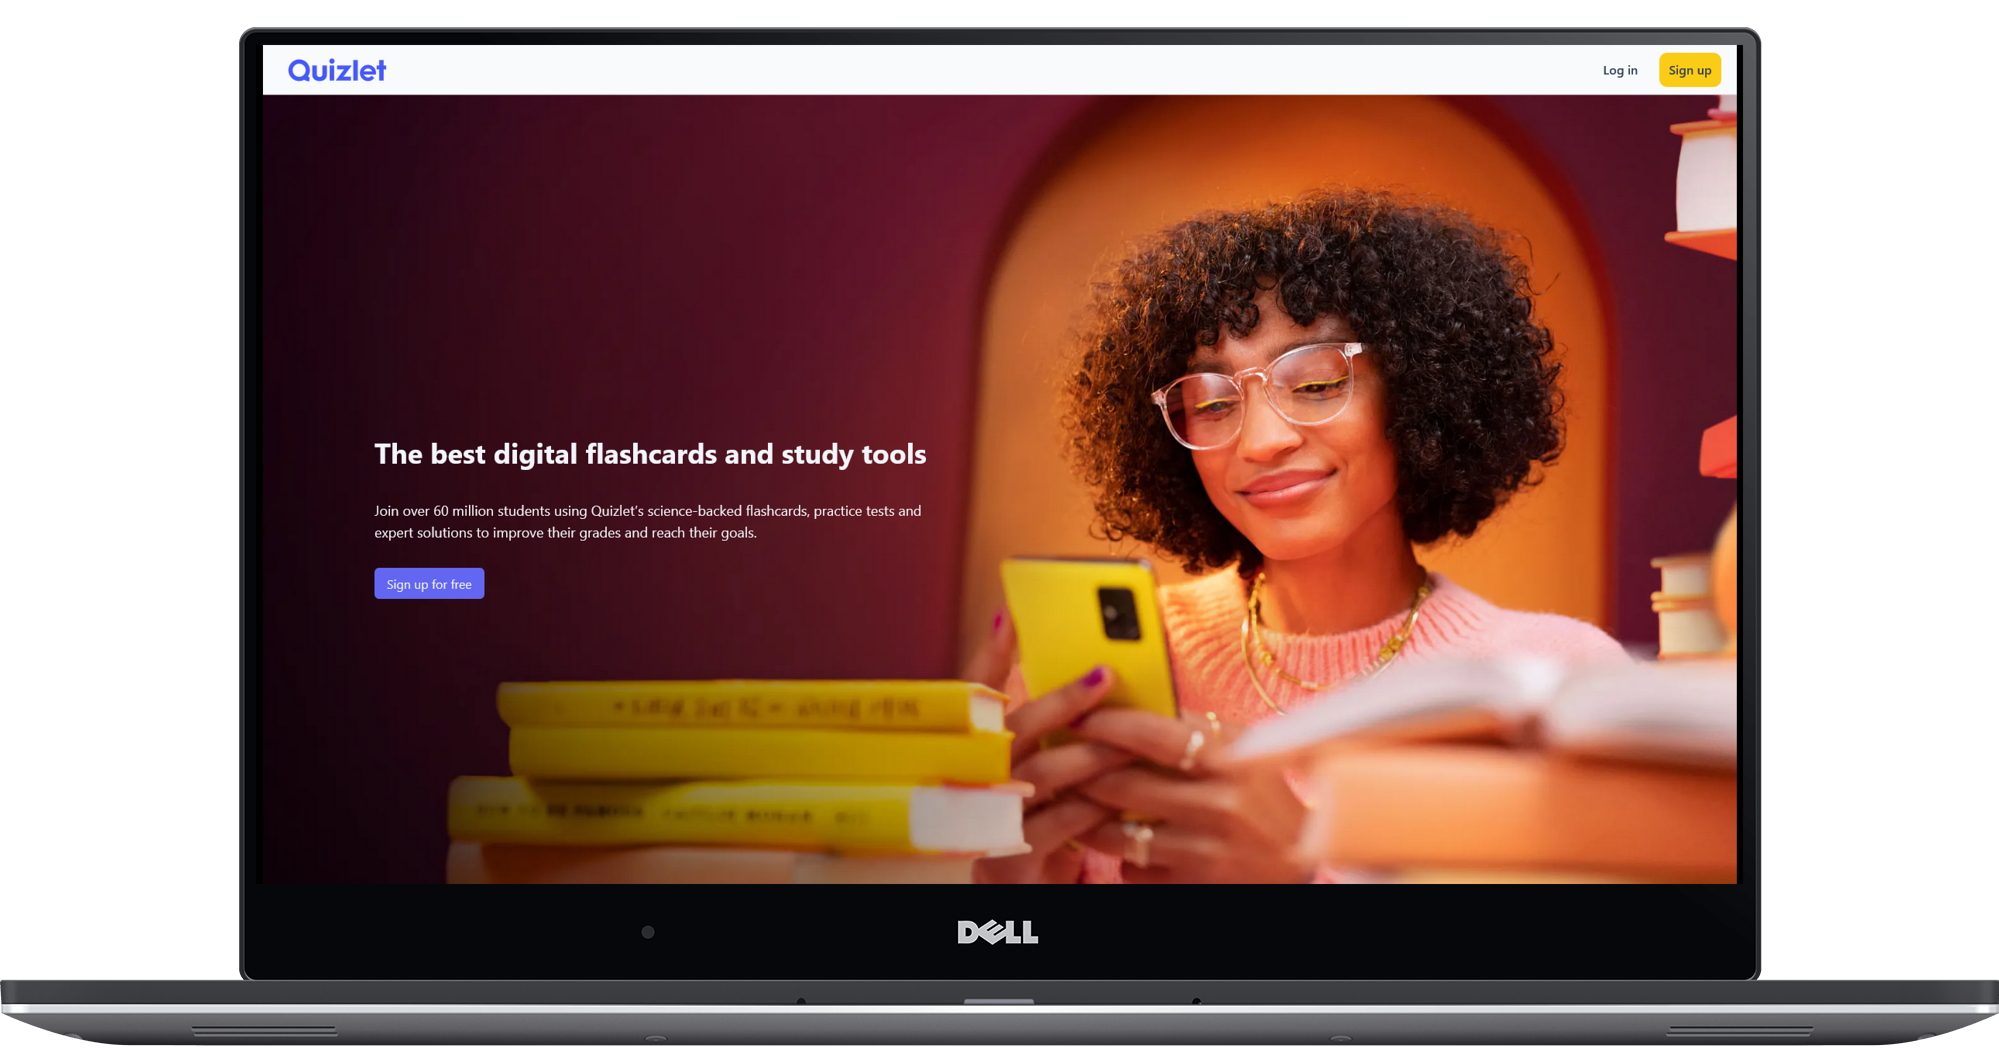 Quizlet
Log in
Sign up
The best digital flashcards and study tools
Join over 60 million students using Quizlet's science-backed flashcards, practice tests and
expert solutions to improve their grades and reach their goals.
Sign up for free
DELL